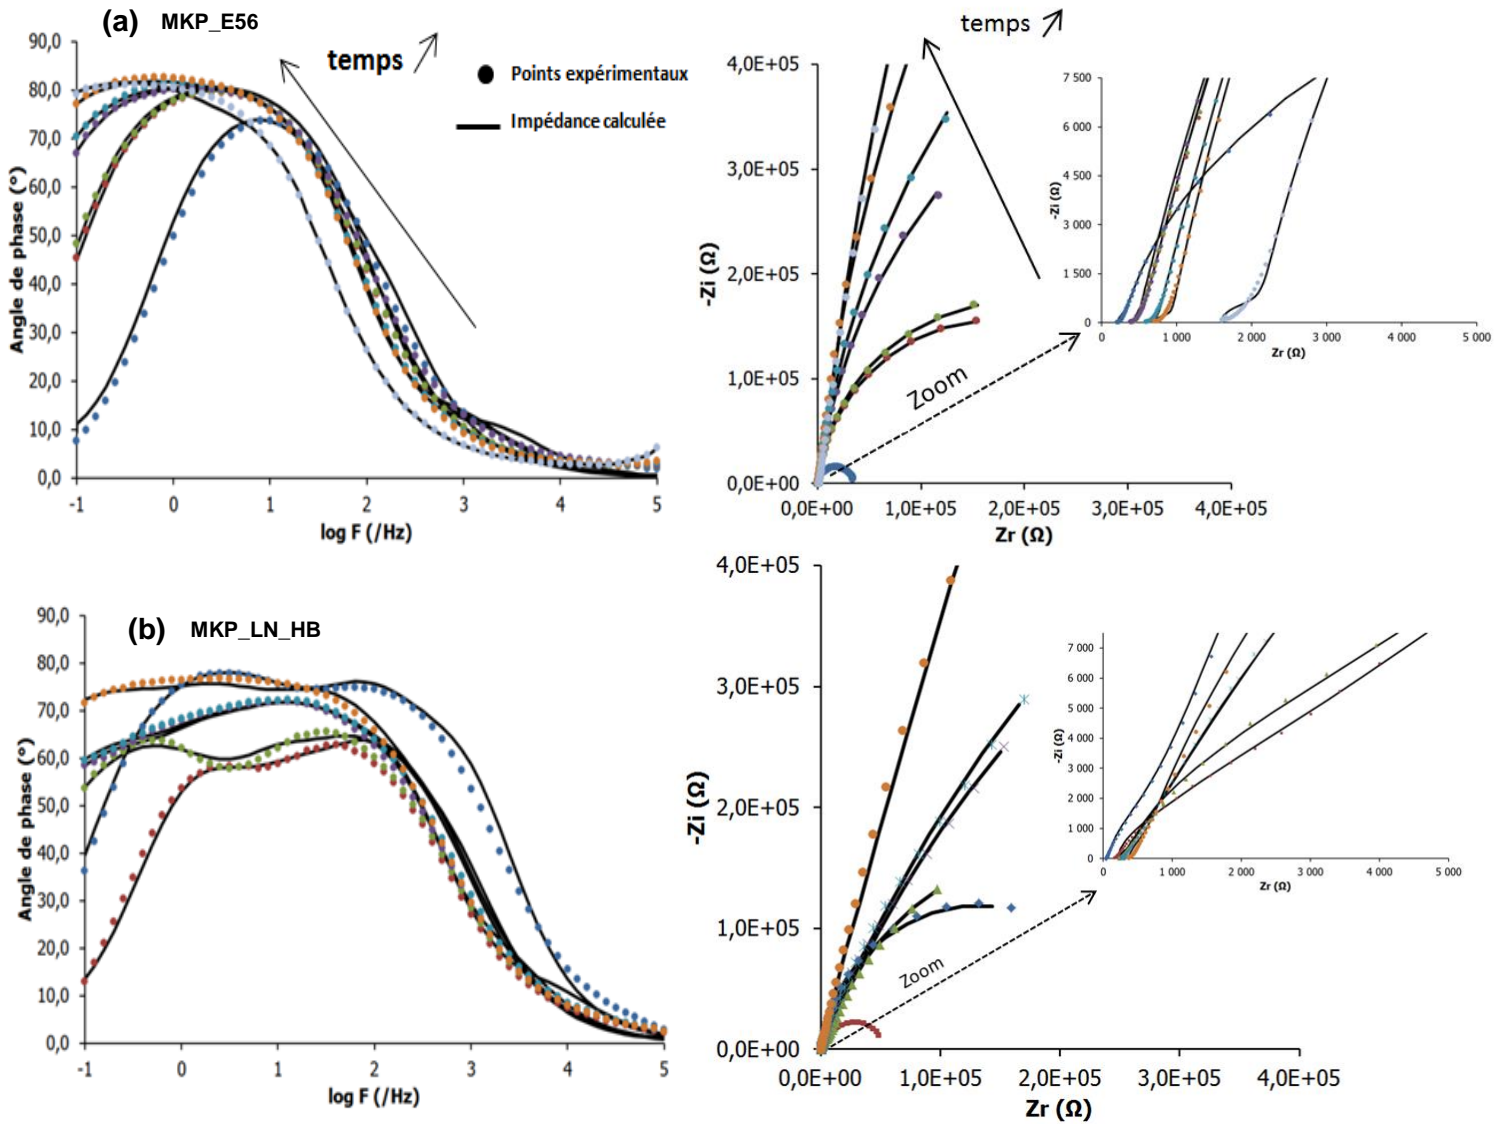 (a) MKP_E56
90,0
80,0
70,0
60,0
50,0
40,0
30,0
20,0
10,0
0,0
Angle de phase (°)
-1 0 1 2 3 4 5
log F (/Hz)
temps
Points expérimentaux
Impédance calculée
temps
4,0E+05
3,0E+05
2,0E+05
1,0E+05
0,0E+00
-Zi (Ω)
0,0E+00 1,0E+05 2,0E+05 3,0E+05 4,0E+05
Zr (Ω)
Zoom
7 500
6 000
4 500
3 000
1 500
0
-Zi (Ω)
0 1 000 2 000 3 000 4 000 5 000
Zr (Ω)
(b) MKP_LN_HB
90,0
80,0
70,0
60,0
50,0
40,0
30,0
20,0
10,0
0,0
Angle de phase (°)
-1 0 1 2 3 4 5
log F (/Hz)
4,0E+05
3,0E+05
2,0E+05
1,0E+05
0,0E+00
-Zi (Ω)
0,0E+00 1,0E+05 2,0E+05 3,0E+05 4,0E+05
Zr (Ω)
Zoom
7 000
6 000
5 000
4 000
3 000
2 000
1 000
0
-Zi (Ω)
0 1 000 2 000 3 000 4 000 5 000
Zr (Ω)